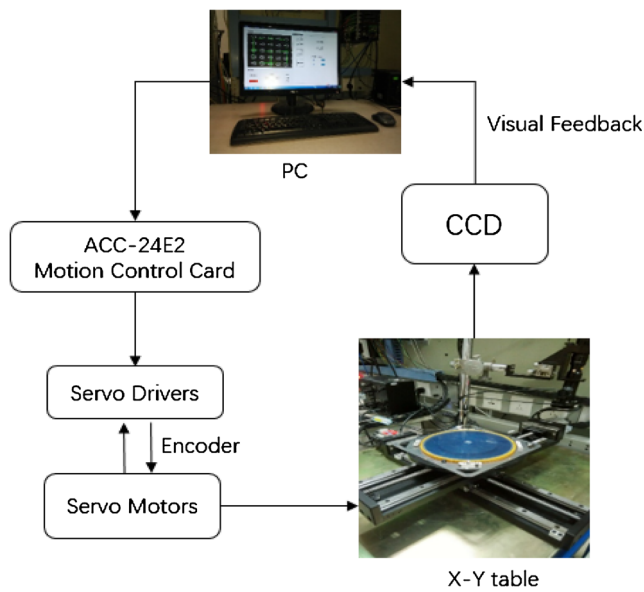 PC
Visual Feedback
CCD
ACC-24E2
Motion Control Card
Servo Drivers
Encoder
Servo Motors
X-Y table